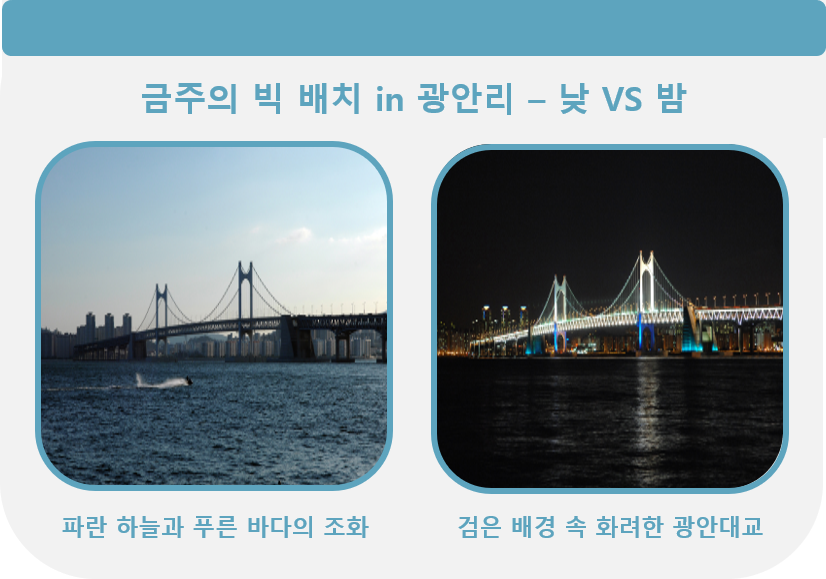 금주의 빅 배치 in 광안리 – 낮 VS 밤
파란 하늘과 푸른 바다의 조화
검은 배경 속 화려한 광안대교